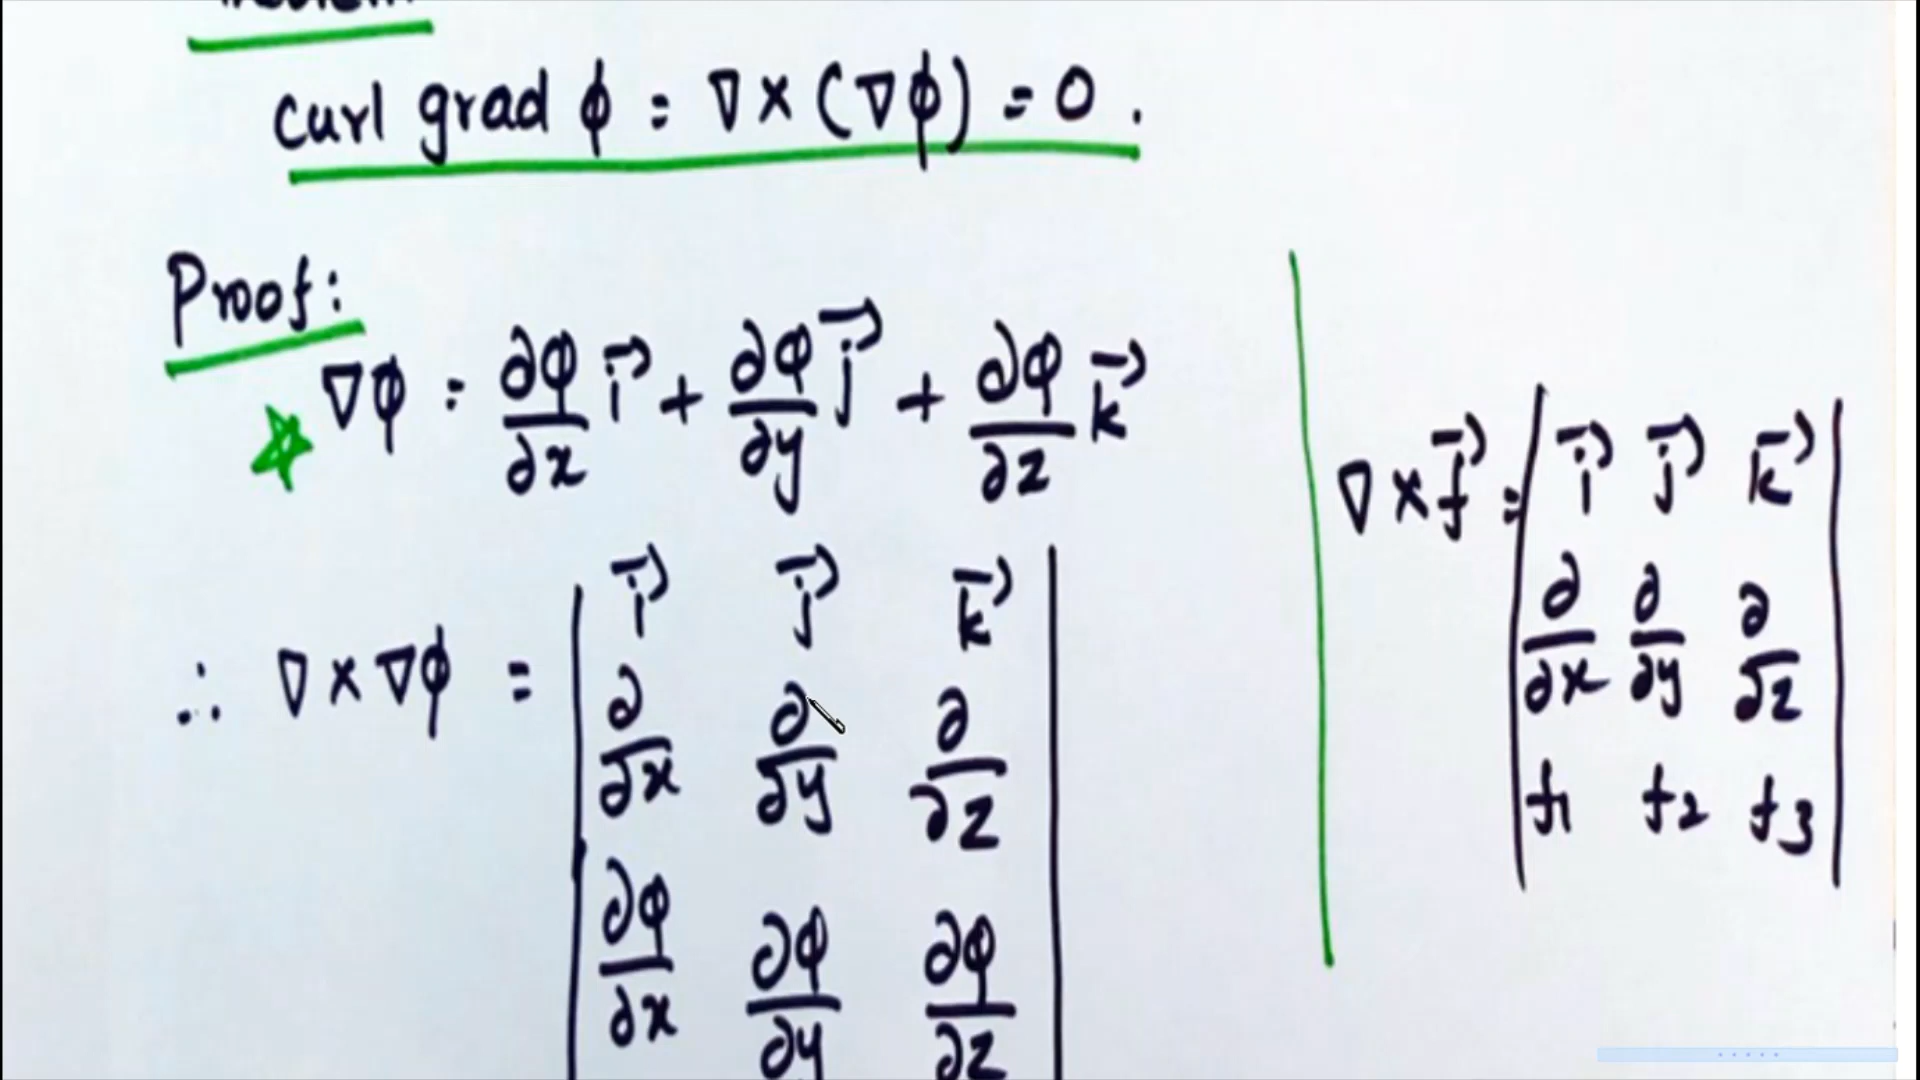 curl grad ϕ = ∇ × (∇ϕ) = 0 .
Proof:
∇ϕ = ∂φ/∂x i⃗ + ∂φ/∂y j⃗ + ∂φ/∂z k⃗
∴ ∇ × ∇ϕ = | i⃗ j⃗ k⃗ |
∂/∂x ∂/∂y ∂/∂z
∂φ/∂x ∂φ/∂y ∂φ/∂z
∇ × f⃗ = | i⃗ j⃗ k⃗ |
∂/∂x ∂/∂y ∂/∂z
f1 f2 f3